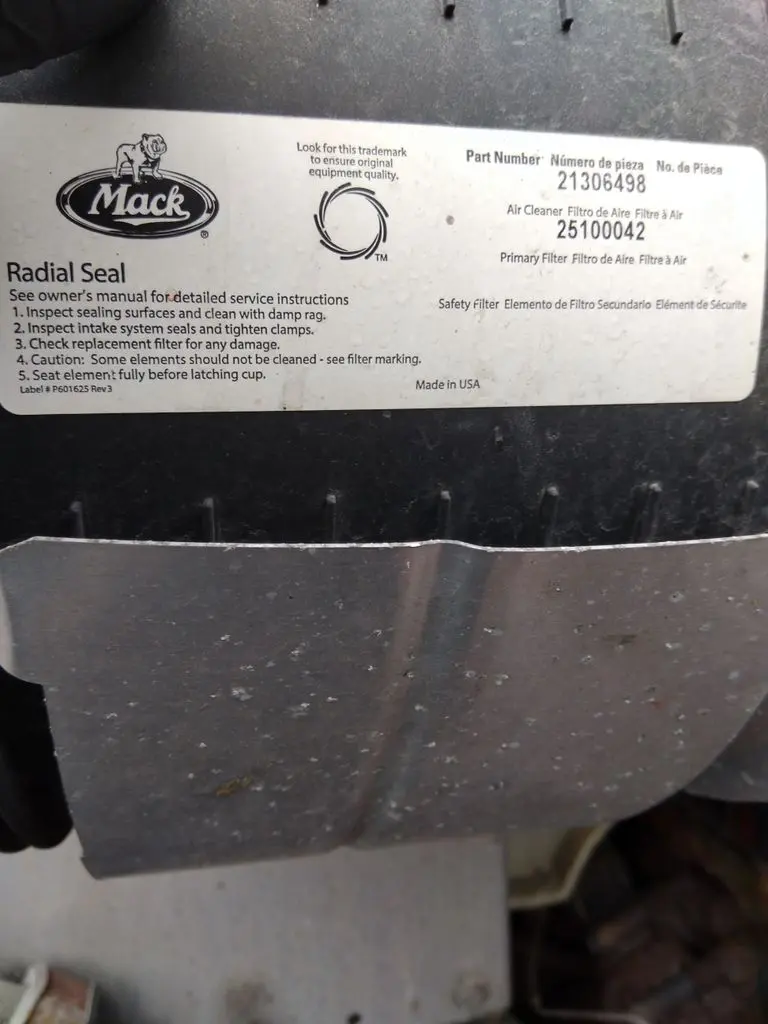 Mack
®
Radial Seal
See owner's manual for detailed service instructions
1. Inspect sealing surfaces and clean with damp rag.
2. Inspect intake system seals and tighten clamps.
3. Check replacement filter for any damage.
4. Caution: Some elements should not be cleaned - see filter marking.
5. Seat element fully before latching cup.
Label # P601625 Rev 3
Look for this trademark
to ensure original
equipment quality.
TM
Part Number Número de pieza No. de Pièce
21306498
Air Cleaner Filtro de Aire Filtre à Air
25100042
Primary Filter Filtro de Aire Filtre à Air
Safety Filter Elemento de Filtro Secundario Elément de Sécurite
Made in USA